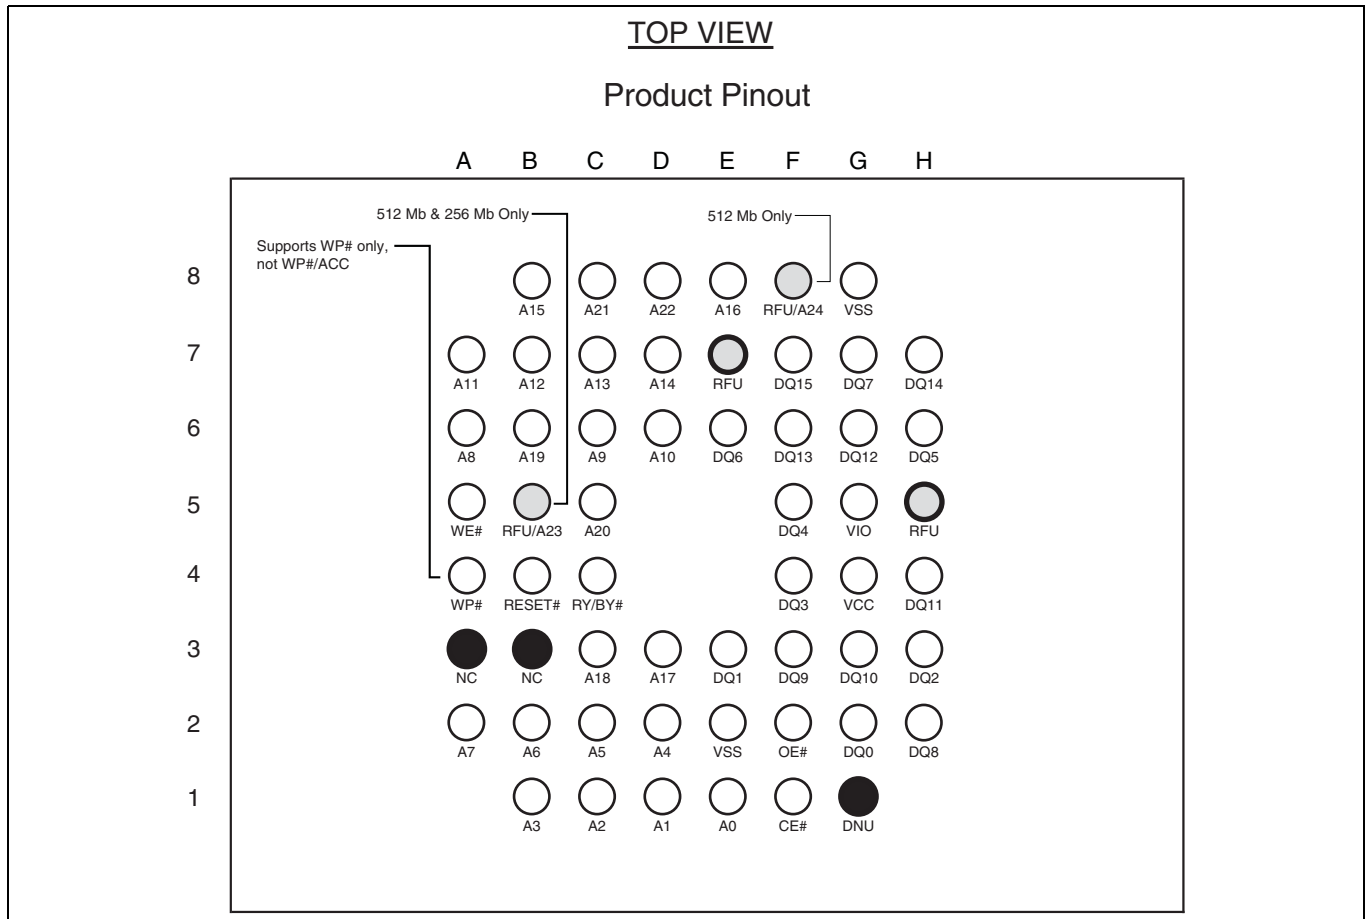 TOP VIEW
Product Pinout
A B C D E F G H
512 Mb & 256 Mb Only
512 Mb Only
Supports WP# only,
not WP#/ACC
8
A15 A21 A22 A16 RFU/A24 VSS
7
A11 A12 A13 A14 RFU DQ15 DQ7 DQ14
6
A8 A19 A9 A10 DQ6 DQ13 DQ12 DQ5
5
WE# RFU/A23 A20 DQ4 VIO RFU
4
WP# RESET# RY/BY# DQ3 VCC DQ11
3
NC NC A18 A17 DQ1 DQ9 DQ10 DQ2
2
A7 A6 A5 A4 VSS OE# DQ0 DQ8
1
A3 A2 A1 A0 CE# DNU